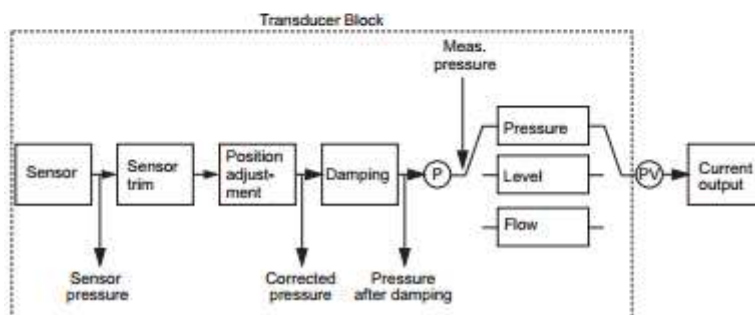 Transducer Block
Meas.
pressure
Pressure
Sensor
Sensor
trim
Position
adjust-
ment
Damping
P
Level
PV
Current
output
Flow
Sensor
pressure
Corrected
pressure
Pressure
after damping